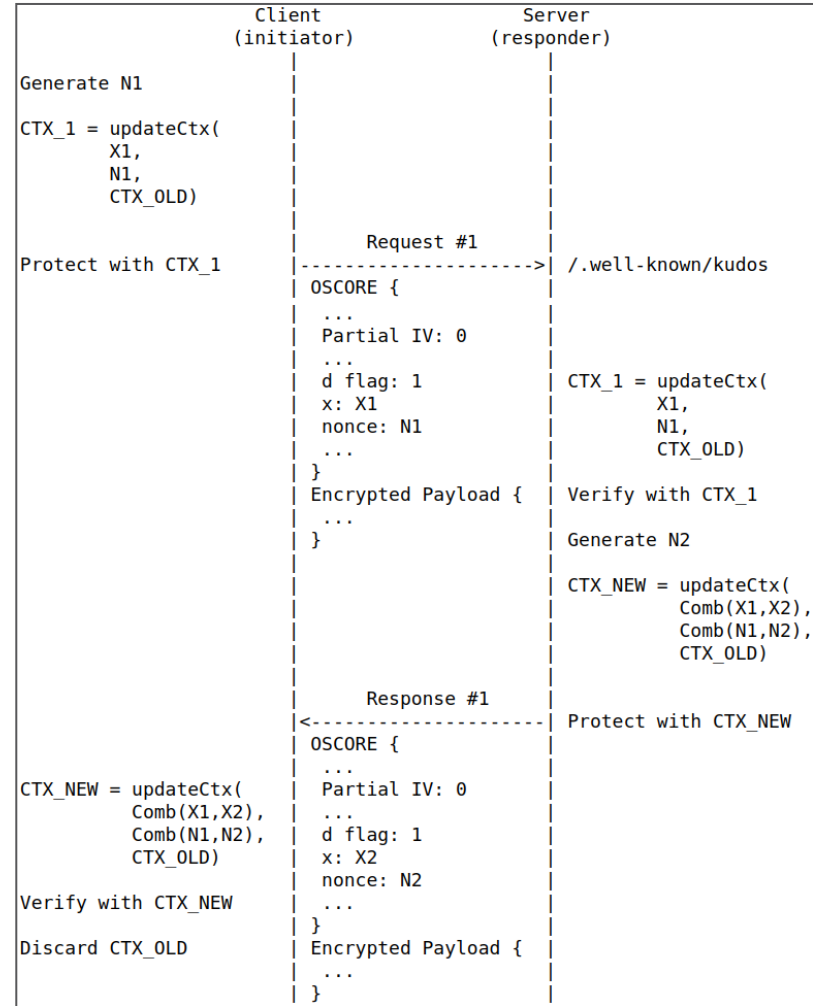 Client                  Server
                   (initiator)            (responder)
                        |                      |
Generate N1             |                      |
                        |                      |
CTX_1 = updateCtx(      |                      |
        X1,             |                      |
        N1,             |                      |
        CTX_OLD)        |                      |
                        |                      |
                        |      Request #1      |
Protect with CTX_1      |--------------------->| /.well-known/kudos
                        | OSCORE {             |
                        |  ...                 |
                        |  Partial IV: 0       |
                        |  ...                 |
                        |  d flag: 1           | CTX_1 = updateCtx(
                        |  x: X1               |         X1,
                        |  nonce: N1           |         N1,
                        |  ...                 |         CTX_OLD)
                        | }                    |
                        | Encrypted Payload {  | Verify with CTX_1
                        |  ...                 |
                        | }                    | Generate N2
                        |                      |
                        |                      | CTX_NEW = updateCtx(
                        |                      |           Comb(X1,X2),
                        |                      |           Comb(N1,N2),
                        |                      |           CTX_OLD)
                        |                      |
                        |      Response #1     |
                        |<---------------------| Protect with CTX_NEW
                        | OSCORE {             |
                        |  ...                 |
CTX_NEW = updateCtx(    |  Partial IV: 0       |
          Comb(X1,X2),  |  ...                 |
          Comb(N1,N2),  |  d flag: 1           |
          CTX_OLD)      |  x: X2               |
                        |  nonce: N2           |
Verify with CTX_NEW     |  ...                 |
                        | }                    |
Discard CTX_OLD         | Encrypted Payload {  |
                        |  ...                 |
                        | }                    |